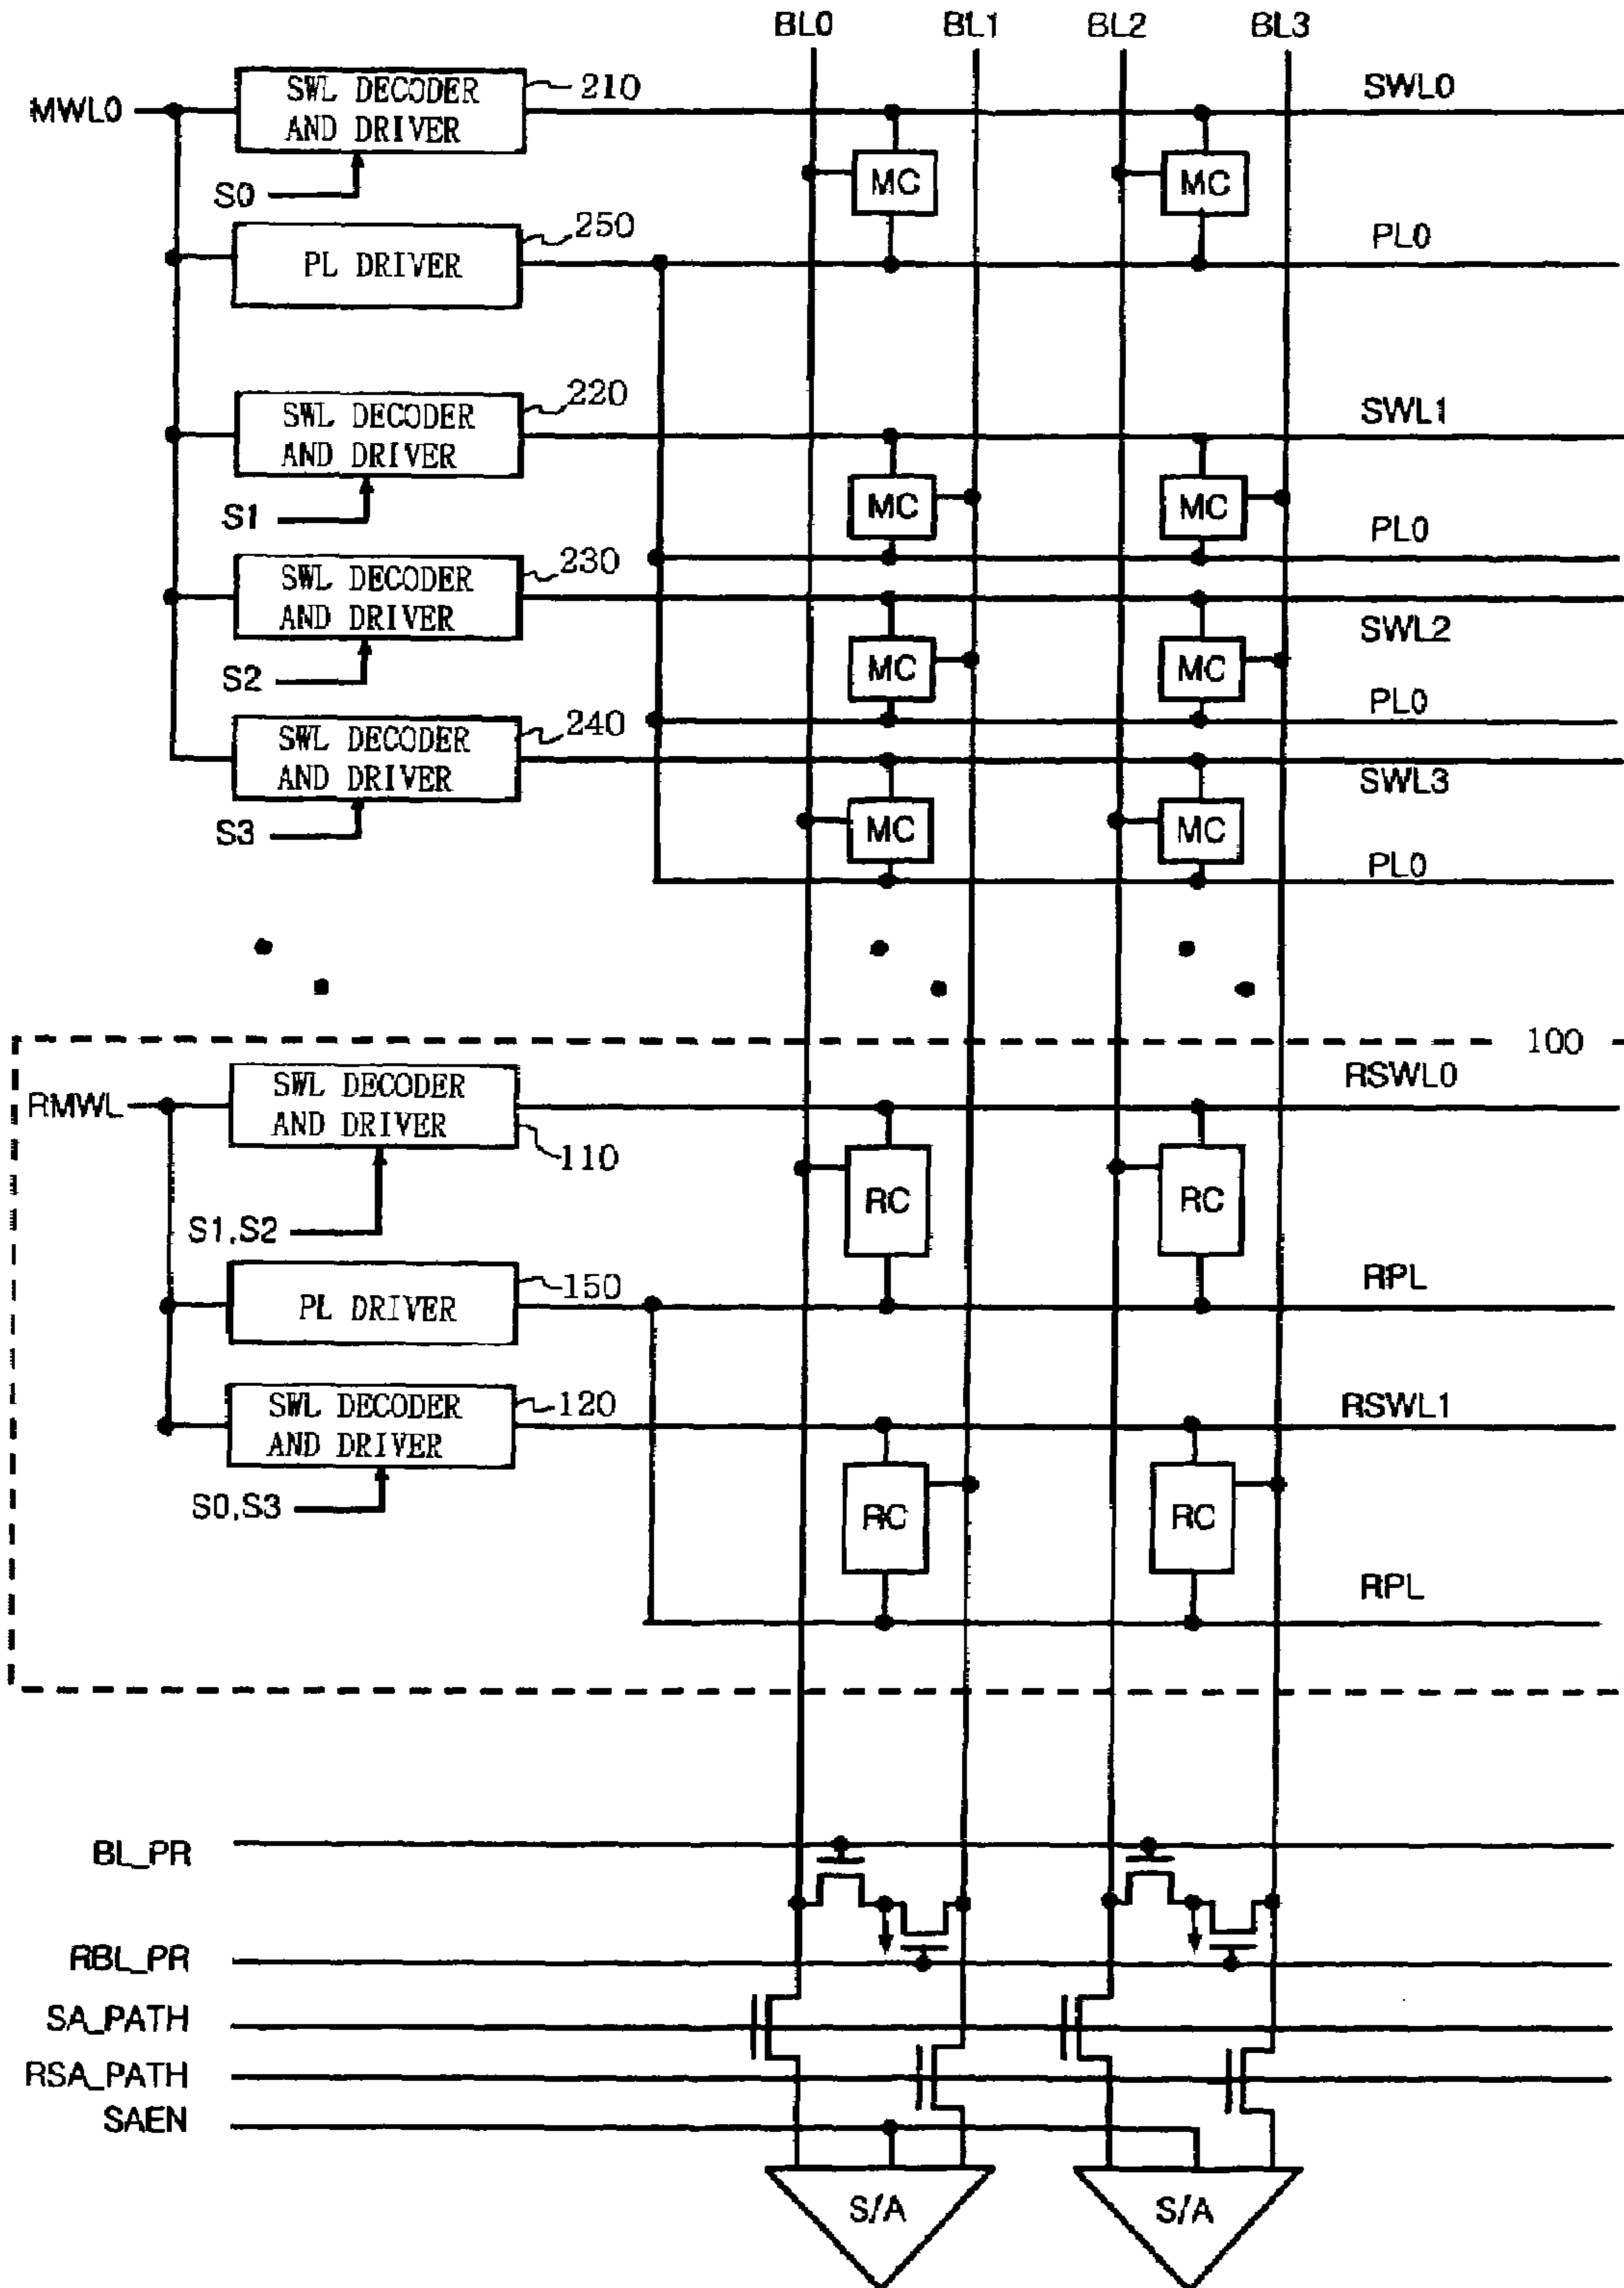 BL0 BL1 BL2 BL3
MWL0
SWL DECODER
AND DRIVER
210
SWL0
S0
MC MC
PL DRIVER
250
PL0
SWL DECODER
AND DRIVER
220
SWL1
S1
MC MC
PL0
SWL DECODER
AND DRIVER
230
SWL2
S2
MC MC
PL0
SWL DECODER
AND DRIVER
240
SWL3
S3
MC MC
PL0
100
RMWL
SWL DECODER
AND DRIVER
110
RSWL0
S1,S2
RC RC
PL DRIVER
150
RPL
SWL DECODER
AND DRIVER
120
RSWL1
S0,S3
RC RC
RPL
BL_PR
RBL_PR
SA_PATH
RSA_PATH
SAEN
S/A S/A